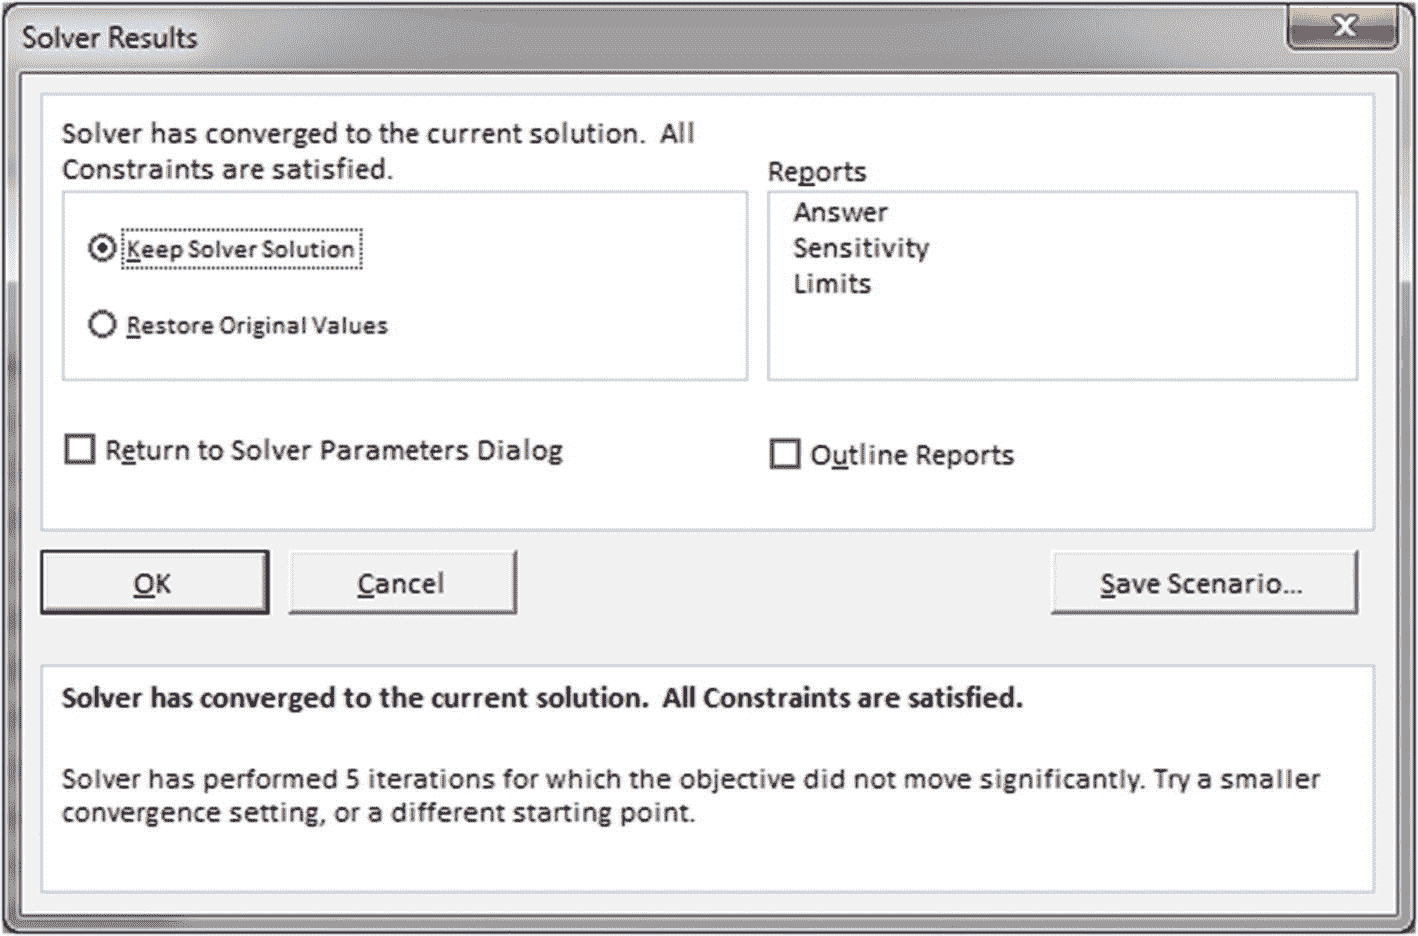 Solver Results
X
Solver has converged to the current solution.  All
Constraints are satisfied.
Keep Solver Solution
Restore Original Values
Reports
Answer
Sensitivity
Limits
Return to Solver Parameters Dialog
Outline Reports
OK
Cancel
Save Scenario...
Solver has converged to the current solution.  All Constraints are satisfied.
Solver has performed 5 iterations for which the objective did not move significantly. Try a smaller
convergence setting, or a different starting point.